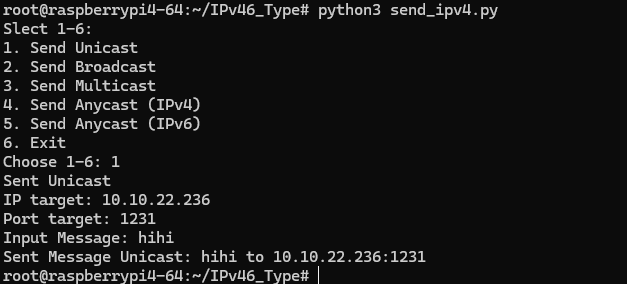 root@raspberrypi4-64:~/IPv46_Type# python3 send_ipv4.py
Slect 1-6:
1. Send Unicast
2. Send Broadcast
3. Send Multicast
4. Send Anycast (IPv4)
5. Send Anycast (IPv6)
6. Exit
Choose 1-6: 1
Sent Unicast
IP target: 10.10.22.236
Port target: 1231
Input Message: hihi
Sent Message Unicast: hihi to 10.10.22.236:1231
root@raspberrypi4-64:~/IPv46_Type#